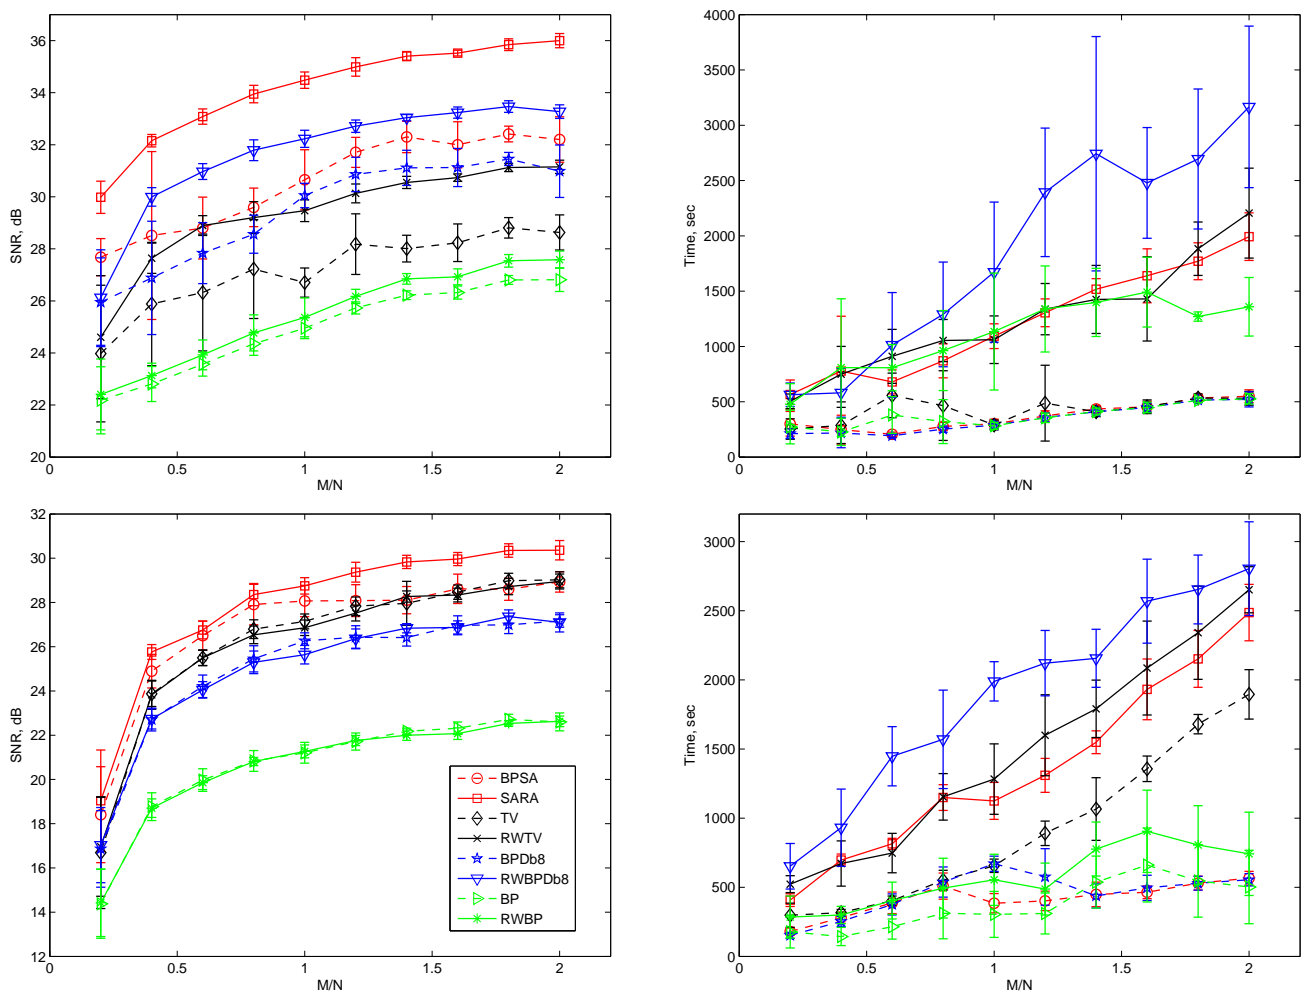 36
34
32
30
28
26
24
22
20
SNR, dB
0 0.5 1 1.5 2
M/N
4000
3500
3000
2500
2000
1500
1000
500
0
Time, sec
0 0.5 1 1.5 2
M/N
32
30
28
26
24
22
20
18
16
14
12
SNR, dB
0 0.5 1 1.5 2
M/N
BPSA
SARA
TV
RWTV
BPDb8
RWBPDb8
BP
RWBP
3000
2500
2000
1500
1000
500
0
Time, sec
0 0.5 1 1.5 2
M/N